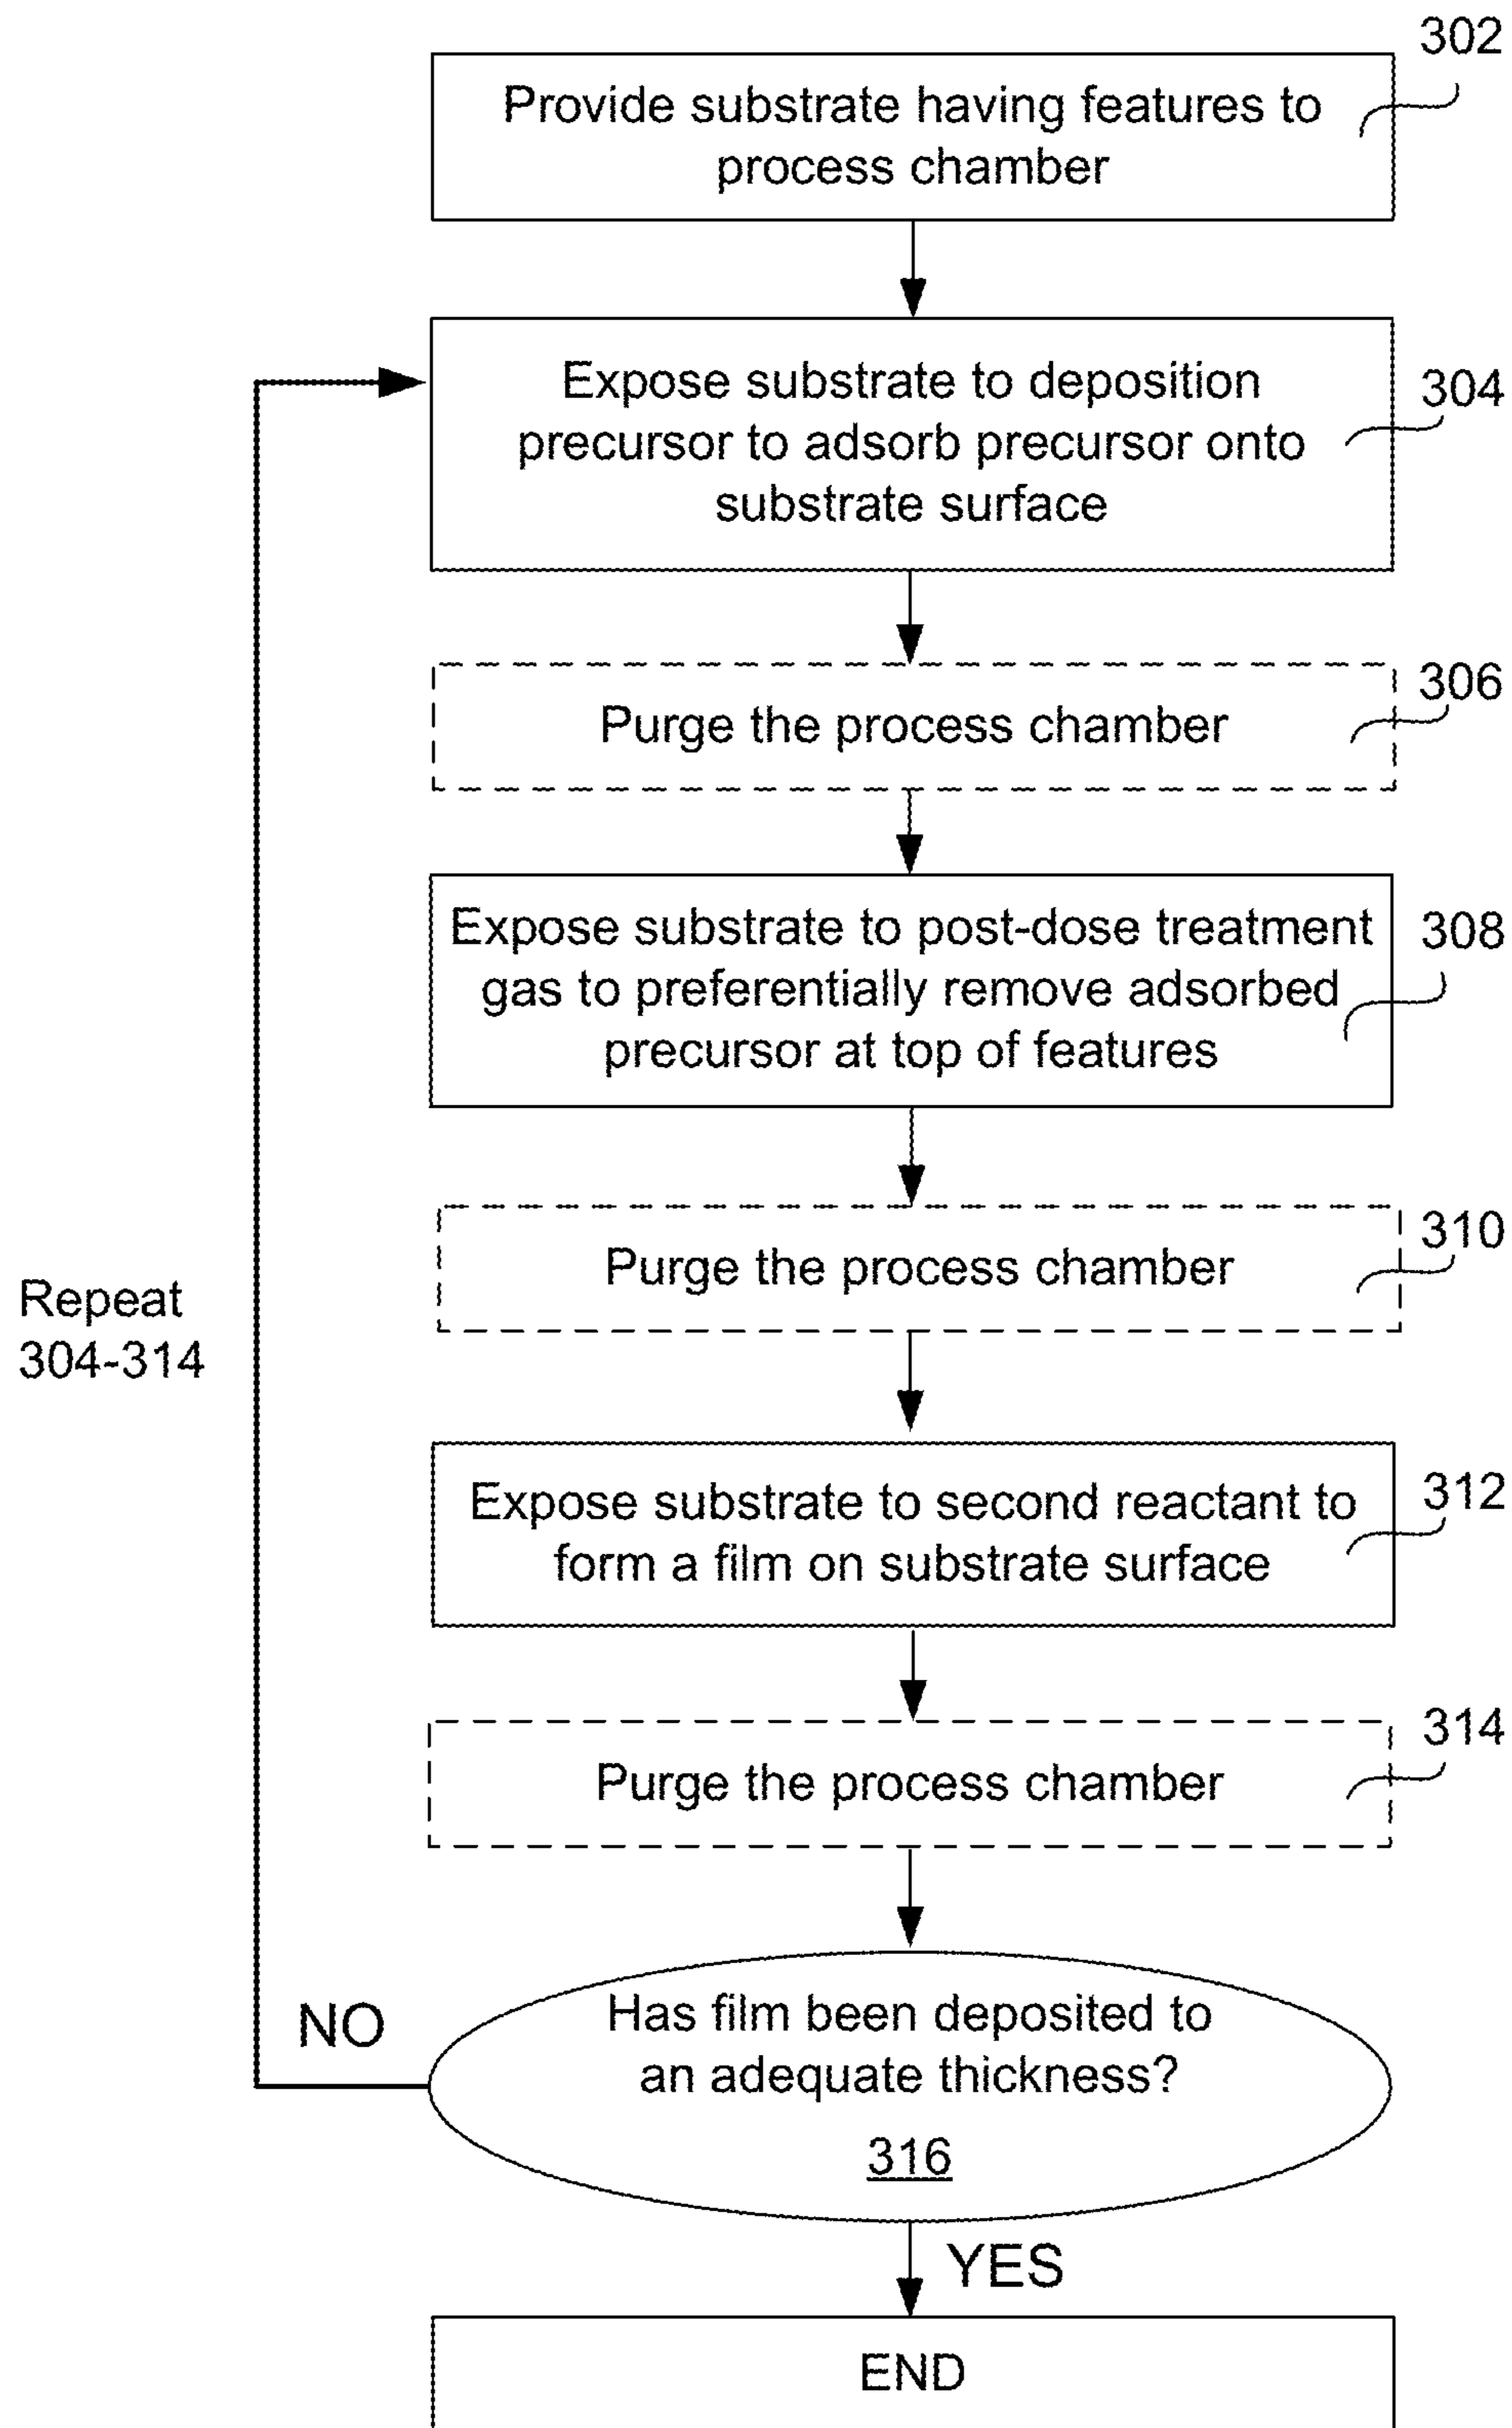 302
Provide substrate having features to
process chamber
Expose substrate to deposition
precursor to adsorb precursor onto
substrate surface
304
306
Purge the process chamber
Expose substrate to post-dose treatment
gas to preferentially remove adsorbed
precursor at top of features
308
310
Purge the process chamber
Repeat
304-314
Expose substrate to second reactant to
form a film on substrate surface
312
314
Purge the process chamber
NO
Has film been deposited to
an adequate thickness?
316
YES
END